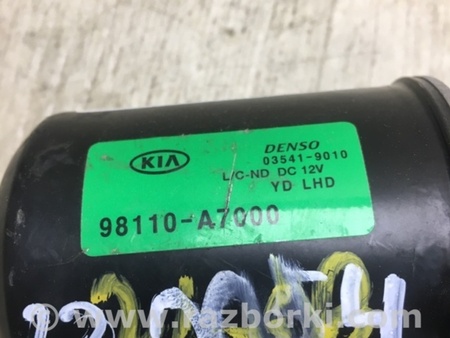 KIA
DENSO
03541-9010
L/C-ND DC 12V
YD LHD
98110-A7000
www.razborki.com